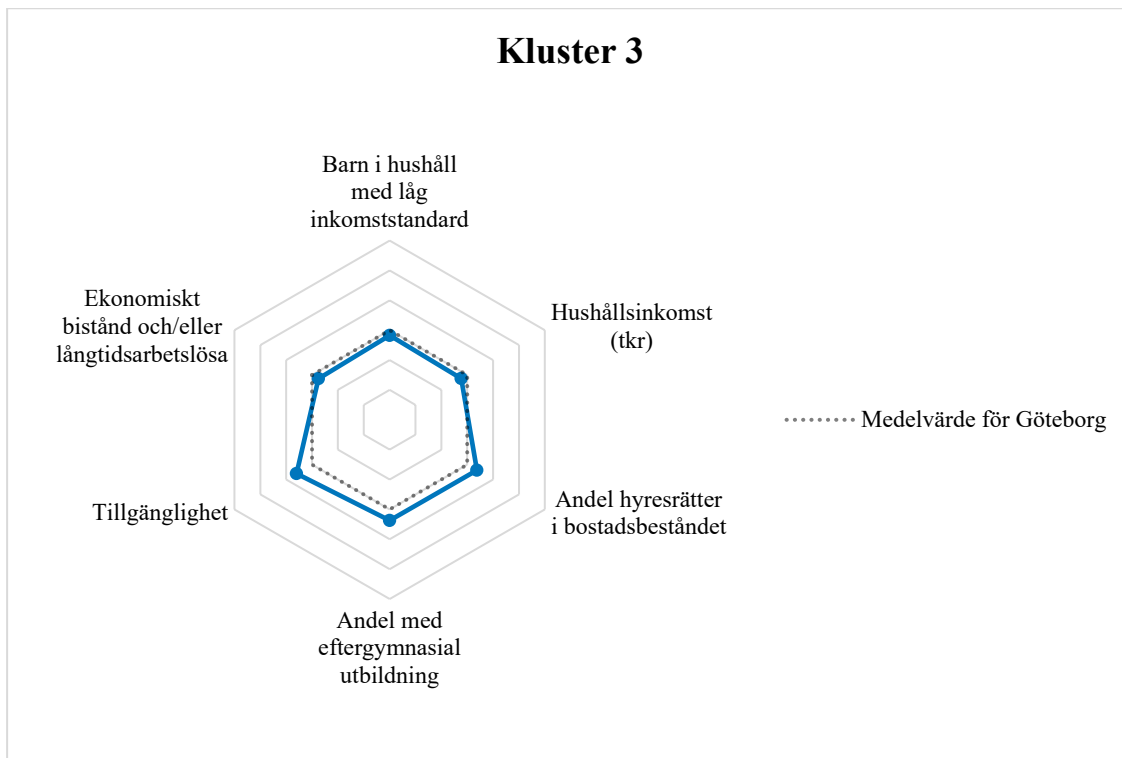 Kluster 3
Barn i hushåll
med låg
inkomststandard
Hushållsinkomst
(tkr)
Andel hyresrätter
i bostadsbeståndet
Andel med
eftergymnasial
utbildning
Tillgänglighet
Ekonomiskt
bistånd och/eller
långtidsarbetslösa
Medelvärde för Göteborg